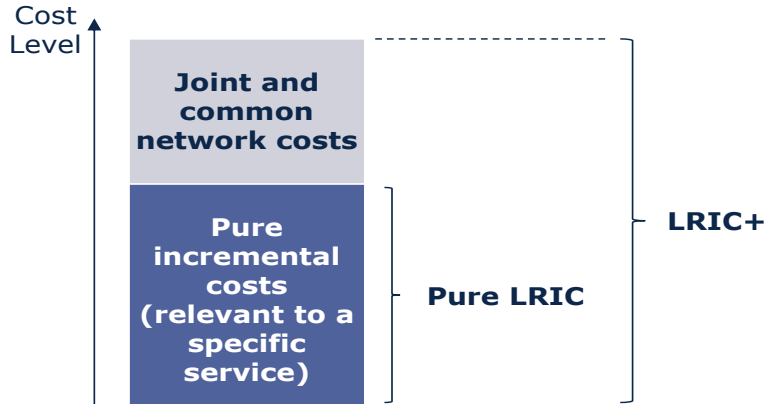 Cost
Level
Joint and
common
network costs
Pure
incremental
costs
(relevant to a
specific
service)
Pure LRIC
LRIC+